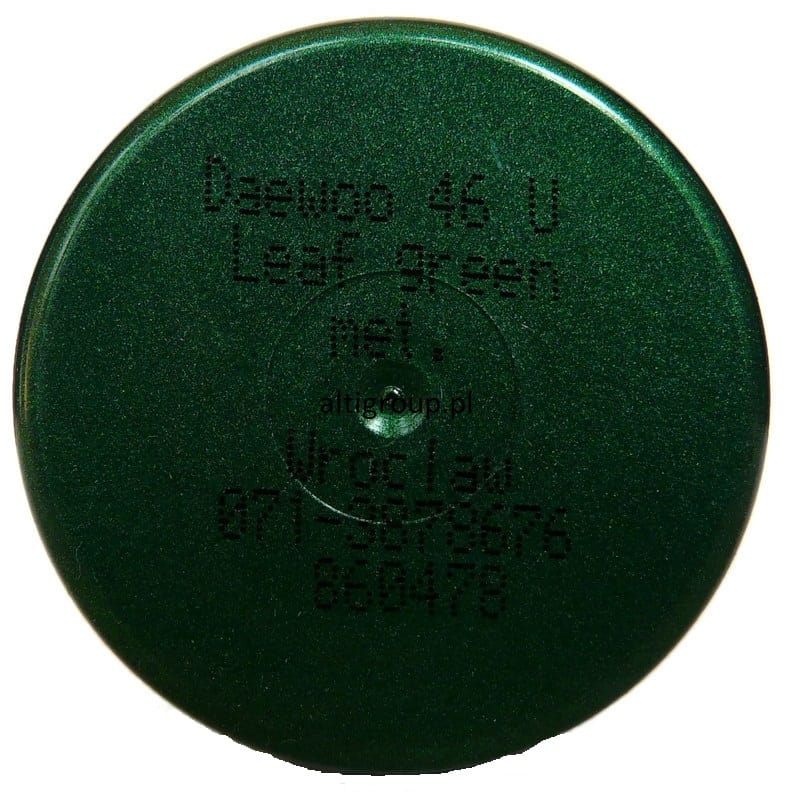 Daewoo 46 U
Leaf green
met.
altigroup.pl
Wroclaw
071-3878676
860478